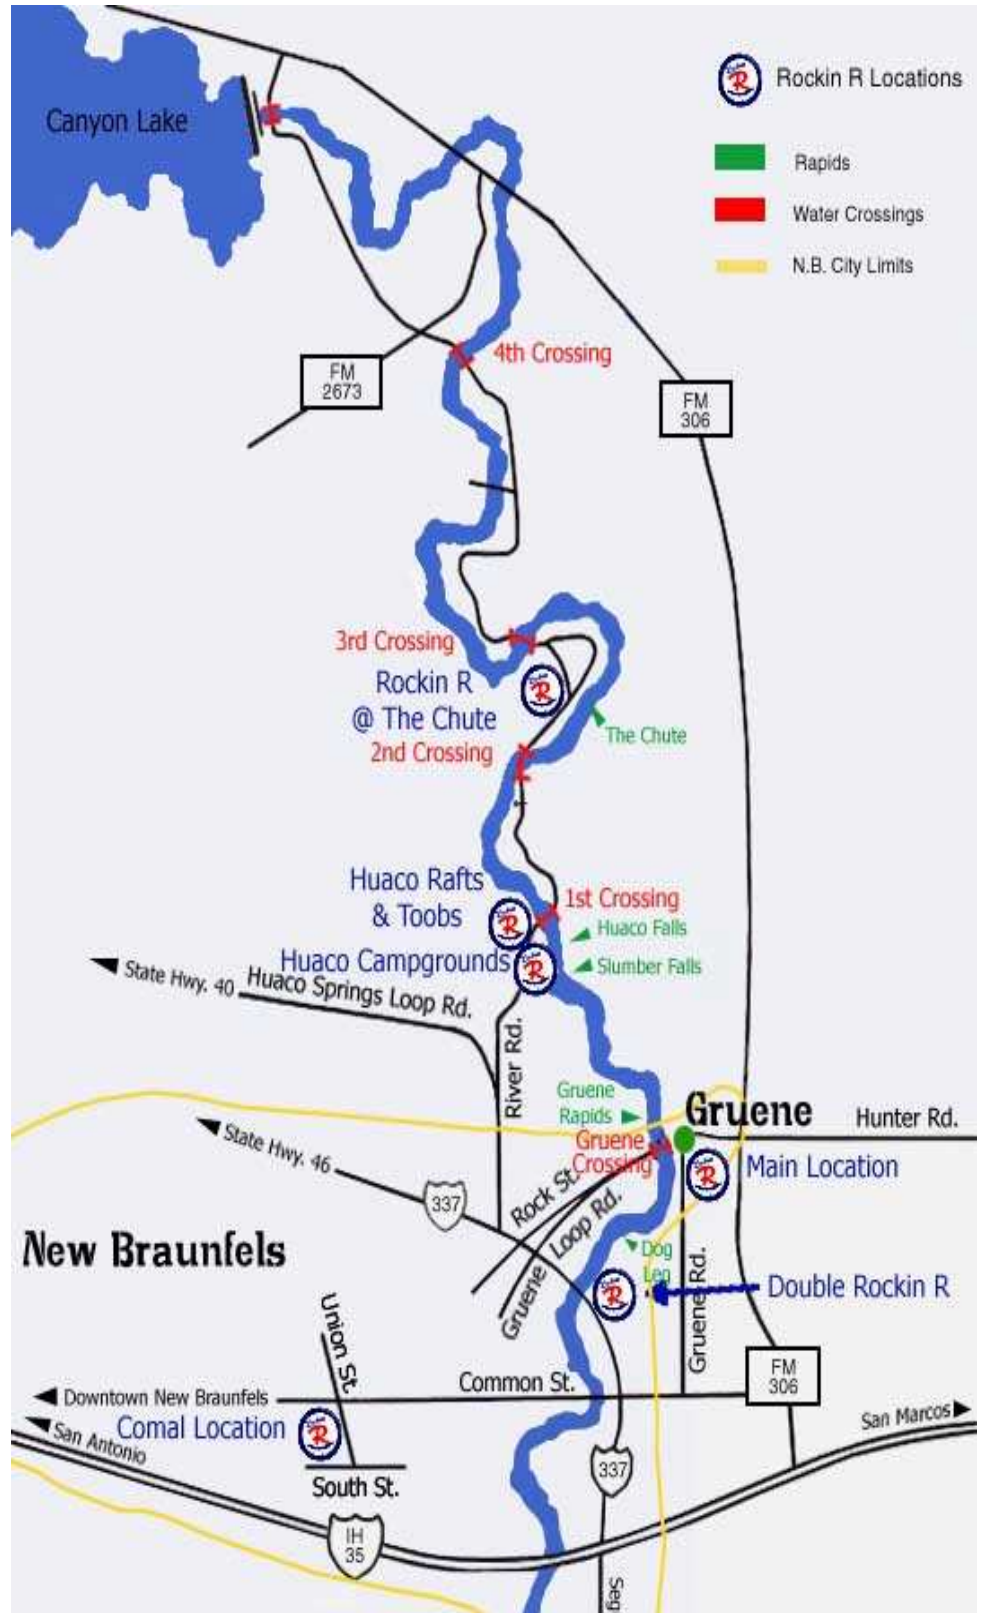 Canyon Lake
Rockin R Locations
Rapids
Water Crossings
N.B. City Limits
4th Crossing
FM
2673
FM
306
3rd Crossing
Rockin R
@ The Chute
The Chute
2nd Crossing
Huaco Rafts
& Toobs
1st Crossing
Huaco Falls
Huaco Campgrounds
Slumber Falls
State Hwy. 40
Huaco Springs Loop Rd.
River Rd.
Gruene
Rapids
Gruene
Hunter Rd.
State Hwy. 46
Gruene
Crossing
Main Location
337
Rock St.
Gruene Loop Rd.
New Braunfels
Dog
Leg
Gruene Rd.
Double Rockin R
Union St.
FM
306
Common St.
Downtown New Braunfels
San Antonio
Comal Location
San Marcos
South St.
337
IH
35
Seg
R
R
R
R
R
R
R